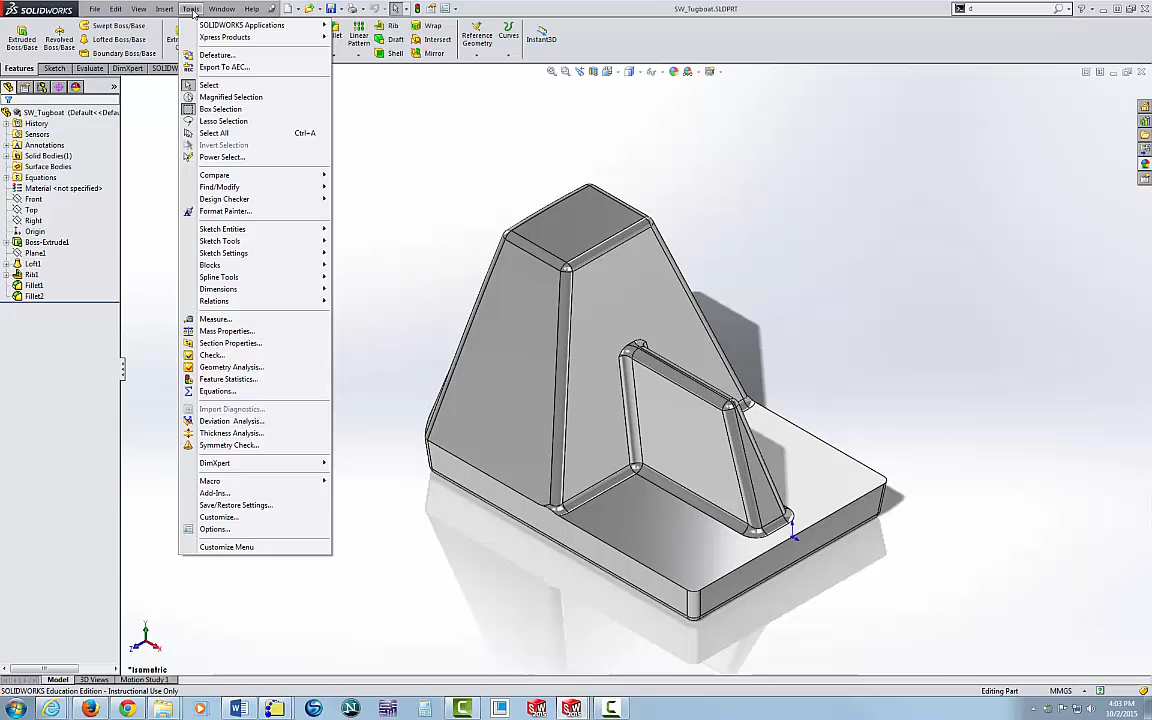 SOLIDWORKS File Edit View Insert Tools Window Help SW_Tugboat.SLDPRT d
Extruded Boss/Base
Revolved Boss/Base
Swept Boss/Base
Lofted Boss/Base
Boundary Boss/Base
Linear Pattern
Rib
Draft
Shell
Wrap
Intersect
Mirror
Reference Geometry
Curves
Instant3D
Features Sketch Evaluate DimXpert SOLIDW
SW_Tugboat (Default<<Defau
History
Sensors
Annotations
Solid Bodies(1)
Surface Bodies
Equations
Material <not specified>
Front
Top
Right
Origin
Boss-Extrude1
Plane1
Loft1
Rib1
Fillet1
Fillet2
SOLIDWORKS Applications
Xpress Products
Defeature...
Export To AEC...
Select
Magnified Selection
Box Selection
Lasso Selection
Select All Ctrl+A
Invert Selection
Power Select...
Compare
Find/Modify
Design Checker
Format Painter...
Sketch Entities
Sketch Tools
Sketch Settings
Blocks
Spline Tools
Dimensions
Relations
Measure...
Mass Properties...
Section Properties...
Check...
Geometry Analysis...
Feature Statistics...
Equations...
Import Diagnostics...
Deviation Analysis...
Thickness Analysis...
Symmetry Check...
DimXpert
Macro
Add-Ins...
Save/Restore Settings...
Customize...
Options...
Customize Menu
Y
Z X
*Isometric
Model 3D Views Motion Study 1
SOLIDWORKS Education Edition - Instructional Use Only Editing Part MMGS
4:03 PM
10/2/2015